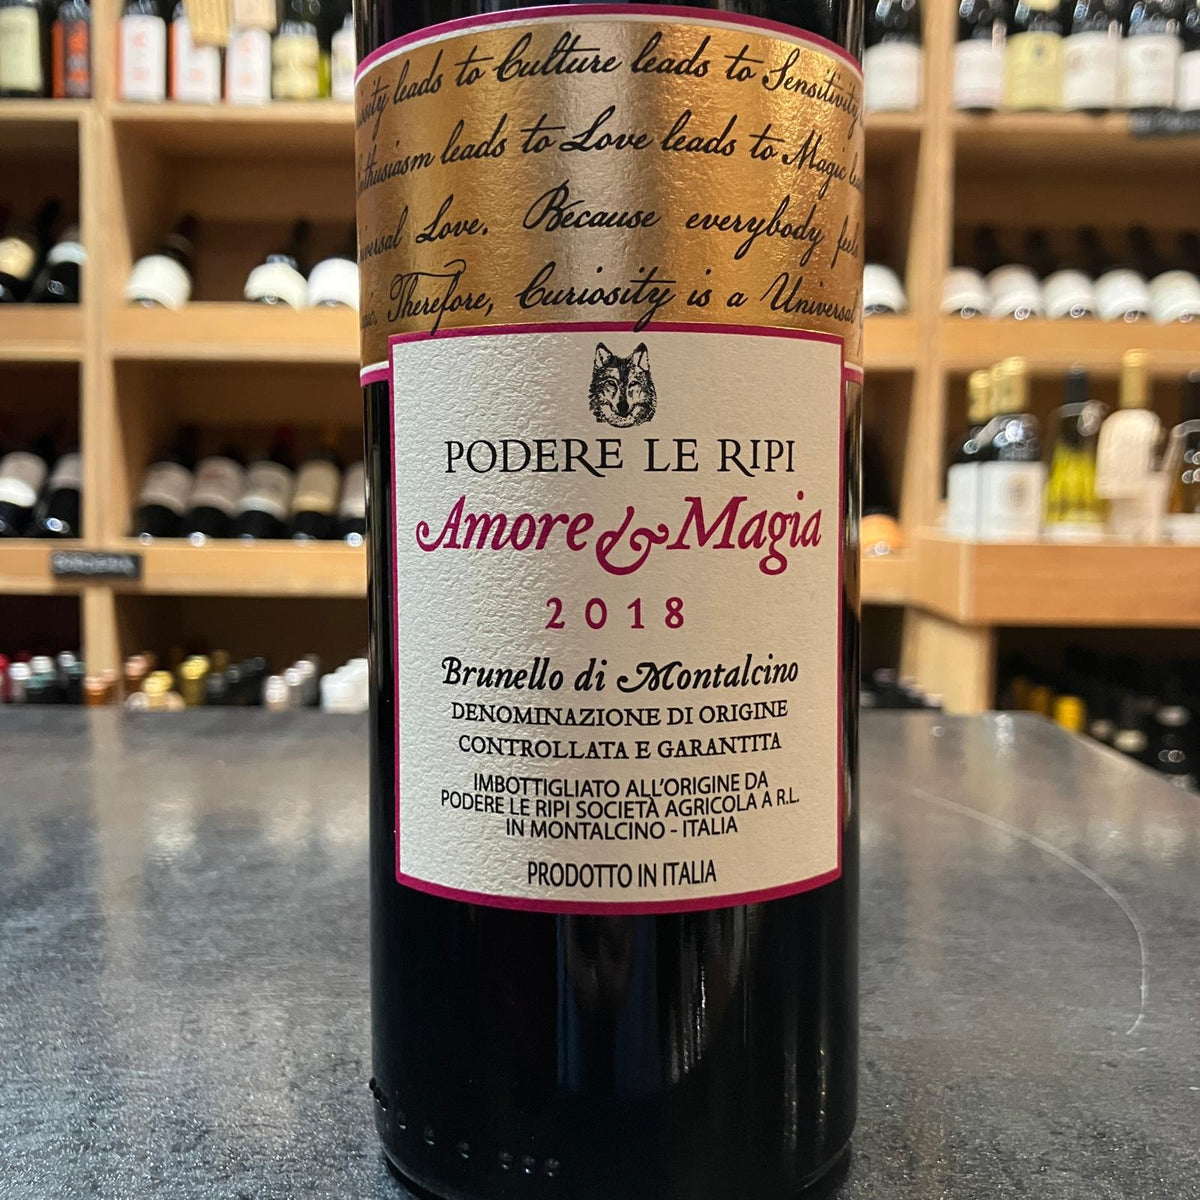 leads to Culture leads to Sensitivity
leads to Love leads to Magic
Love. Because everybody feels
Therefore, Curiosity is a Universal
PODERE LE RIPI
Amore & Magia
2018
Brunello di Montalcino
DENOMINAZIONE DI ORIGINE
CONTROLLATA E GARANTITA
IMBOTTIGLIATO ALL'ORIGINE DA
PODERE LE RIPI SOCIETÀ AGRICOLA A R.L.
IN MONTALCINO - ITALIA
PRODOTTO IN ITALIA